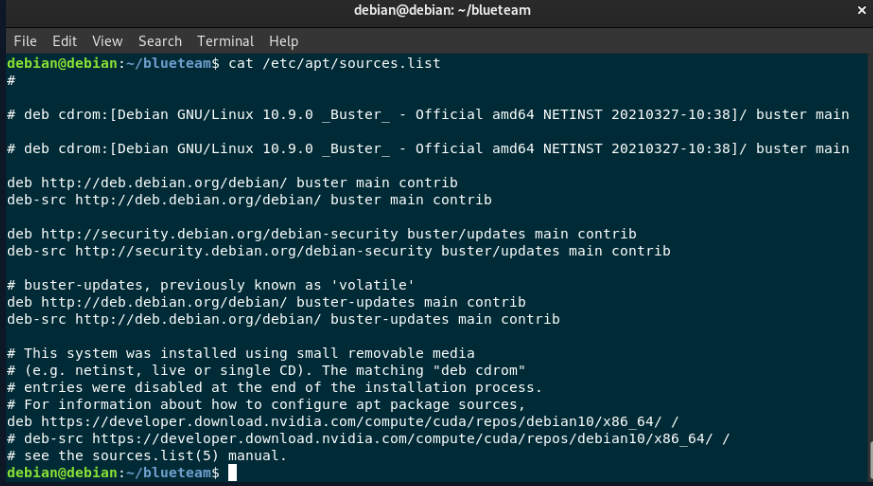 debian@debian: ~/blueteam ×
File Edit View Search Terminal Help
debian@debian:~/blueteam$ cat /etc/apt/sources.list
#
# deb cdrom:[Debian GNU/Linux 10.9.0 _Buster_ - Official amd64 NETINST 20210327-10:38]/ buster main
# deb cdrom:[Debian GNU/Linux 10.9.0 _Buster_ - Official amd64 NETINST 20210327-10:38]/ buster main
deb http://deb.debian.org/debian/ buster main contrib
deb-src http://deb.debian.org/debian/ buster main contrib
deb http://security.debian.org/debian-security buster/updates main contrib
deb-src http://security.debian.org/debian-security buster/updates main contrib
# buster-updates, previously known as 'volatile'
deb http://deb.debian.org/debian/ buster-updates main contrib
deb-src http://deb.debian.org/debian/ buster-updates main contrib
# This system was installed using small removable media
# (e.g. netinst, live or single CD). The matching "deb cdrom"
# entries were disabled at the end of the installation process.
# For information about how to configure apt package sources,
deb https://developer.download.nvidia.com/compute/cuda/repos/debian10/x86_64/ /
# deb-src https://developer.download.nvidia.com/compute/cuda/repos/debian10/x86_64/ /
# see the sources.list(5) manual.
debian@debian:~/blueteam$